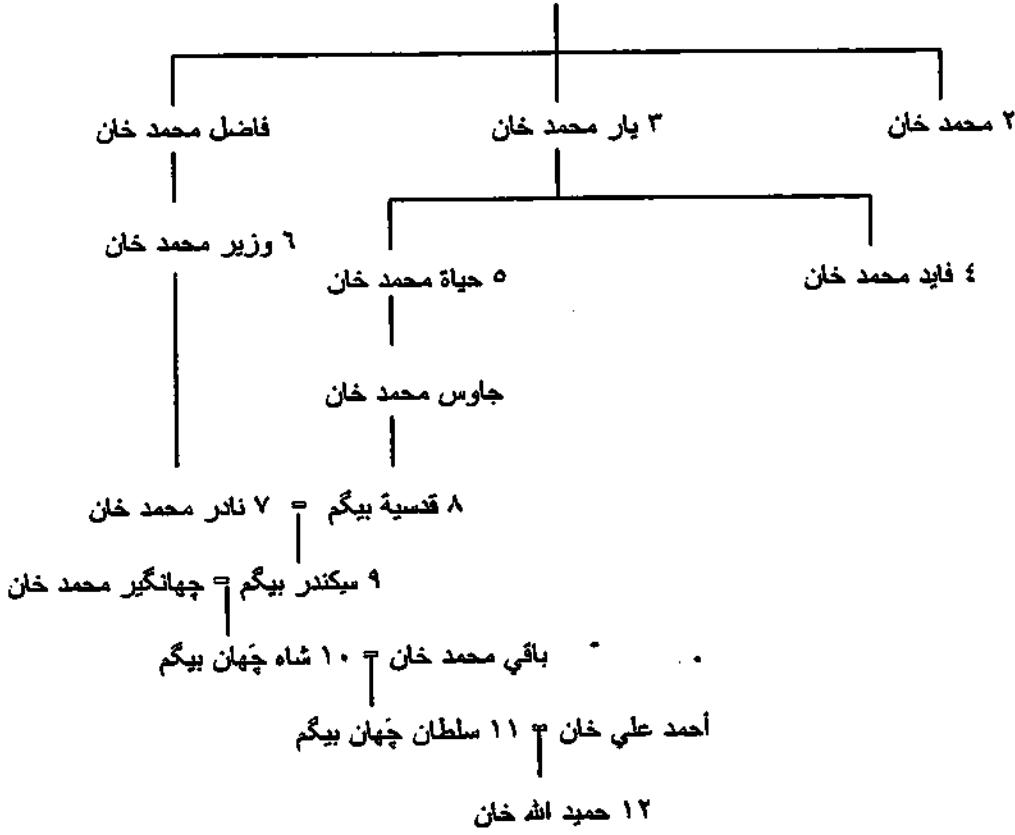 ٢ محمد خان
٣ يار محمد خان
فاضل محمد خان
٦ وزير محمد خان
٤ فايد محمد خان
٥ حياة محمد خان
جاوس محمد خان
٨ قدسية بيگم = ٧ نادر محمد خان
٩ سيكندر بيگم = چهانگير محمد خان
باقي محمد خان = ١٠ شاه چَهان بيگم
أحمد علي خان = ١١ سلطان چَهان بيگم
١٢ حميد الله خان